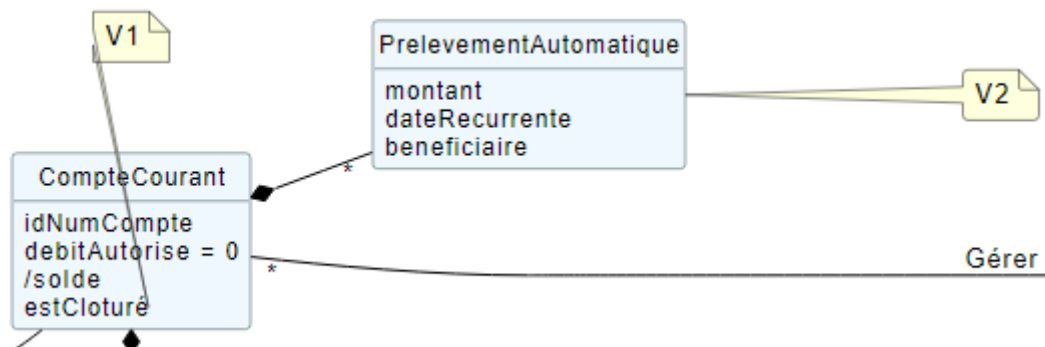 V1
PrelevementAutomatique
montant
dateRecurrente
beneficiaire
V2
*
CompteCourant
idNumCompte
debitAutorise = 0
/solde
estCloturé
*
Gérer